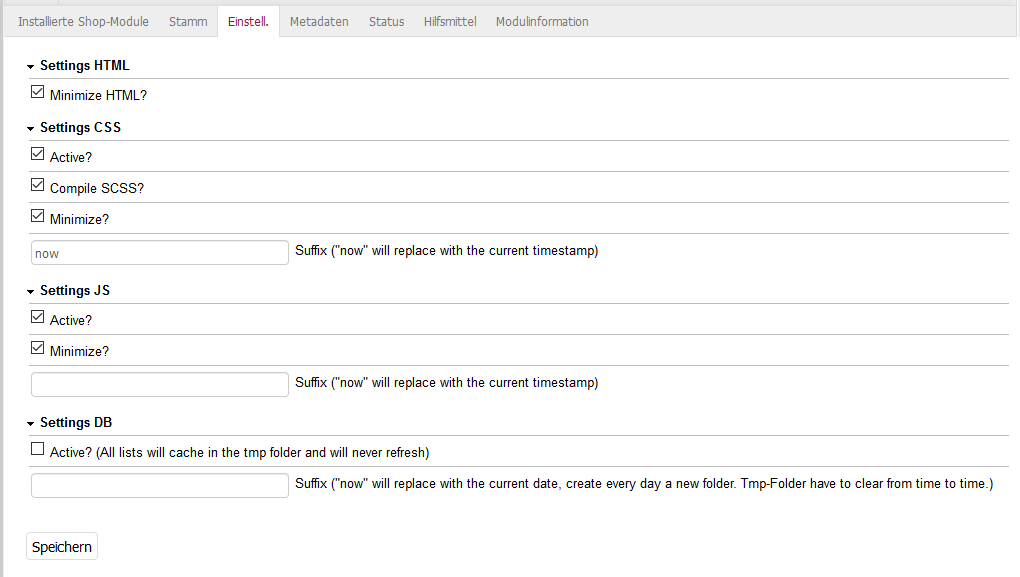 Installierte Shop-Module Stamm Einstell. Metadaten Status Hilfsmittel Modulinformation
Settings HTML
Minimize HTML?
Settings CSS
Active?
Compile SCSS?
Minimize?
now Suffix ("now" will replace with the current timestamp)
Settings JS
Active?
Minimize?
Suffix ("now" will replace with the current timestamp)
Settings DB
Active? (All lists will cache in the tmp folder and will never refresh)
Suffix ("now" will replace with the current date, create every day a new folder. Tmp-Folder have to clear from time to time.)
Speichern